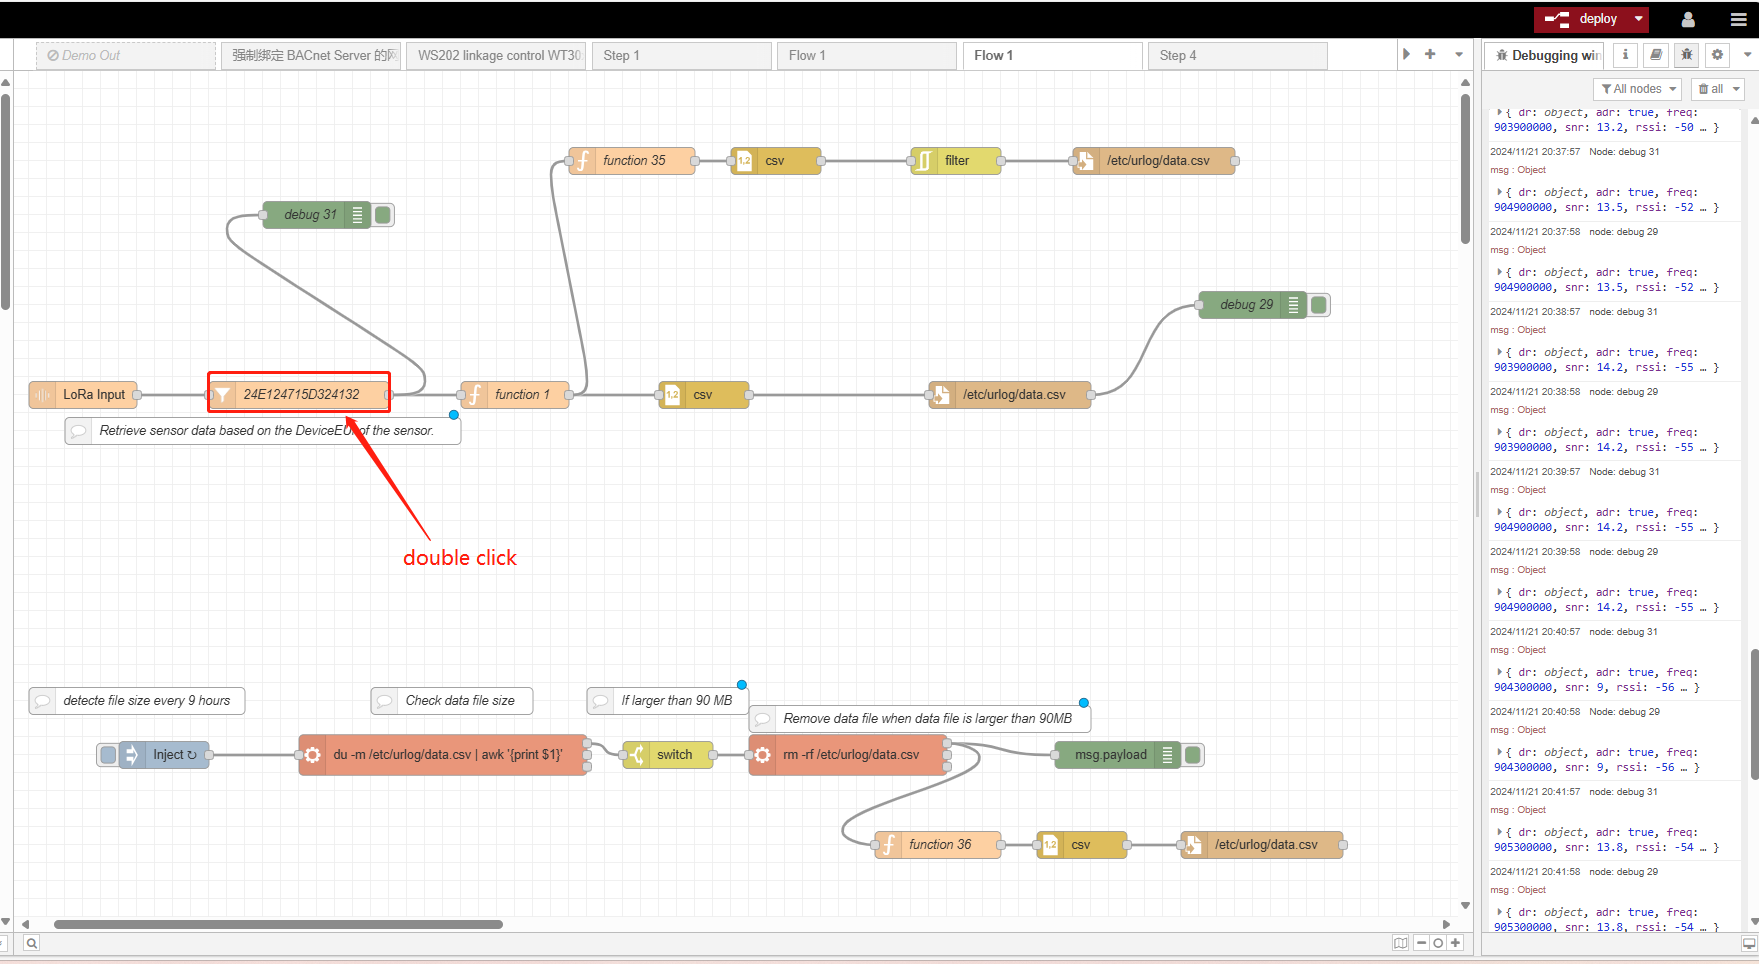 deploy
Demo Out
强制绑定 BACnet Server 的网
WS202 linkage control WT30
Step 1
Flow 1
Flow 1
Step 4
Debugging win
i
All nodes
all
function 35
csv
filter
/etc/urlog/data.csv
debug 31
debug 29
LoRa Input
24E124715D324132
function 1
csv
/etc/urlog/data.csv
Retrieve sensor data based on the DeviceEUI of the sensor.
double click
detecte file size every 9 hours
Check data file size
If larger than 90 MB
Remove data file when data file is larger than 90MB
Inject ↻
du -m /etc/urlog/data.csv | awk '{print $1}'
switch
rm -rf /etc/urlog/data.csv
msg.payload
function 36
csv
/etc/urlog/data.csv
{ dr: object, adr: true, freq:
903900000, snr: 13.2, rssi: -50 … }
2024/11/21 20:37:57 Node: debug 31
msg : Object
{ dr: object, adr: true, freq:
904900000, snr: 13.5, rssi: -52 … }
2024/11/21 20:37:58 node: debug 29
msg : Object
{ dr: object, adr: true, freq:
904900000, snr: 13.5, rssi: -52 … }
2024/11/21 20:38:57 node: debug 31
msg : Object
{ dr: object, adr: true, freq:
903900000, snr: 14.2, rssi: -55 … }
2024/11/21 20:38:58 node: debug 29
msg : Object
{ dr: object, adr: true, freq:
903900000, snr: 14.2, rssi: -55 … }
2024/11/21 20:39:57 Node: debug 31
msg : Object
{ dr: object, adr: true, freq:
904900000, snr: 14.2, rssi: -55 … }
2024/11/21 20:39:58 node: debug 29
msg : Object
{ dr: object, adr: true, freq:
904900000, snr: 14.2, rssi: -55 … }
2024/11/21 20:40:57 node: debug 31
msg : Object
{ dr: object, adr: true, freq:
904300000, snr: 9, rssi: -56 … }
2024/11/21 20:40:58 Node: debug 29
msg : Object
{ dr: object, adr: true, freq:
904300000, snr: 9, rssi: -56 … }
2024/11/21 20:41:57 node: debug 31
msg : Object
{ dr: object, adr: true, freq:
905300000, snr: 13.8, rssi: -54 … }
2024/11/21 20:41:58 node: debug 29
msg : Object
{ dr: object, adr: true, freq:
905300000, snr: 13.8, rssi: -54 … }